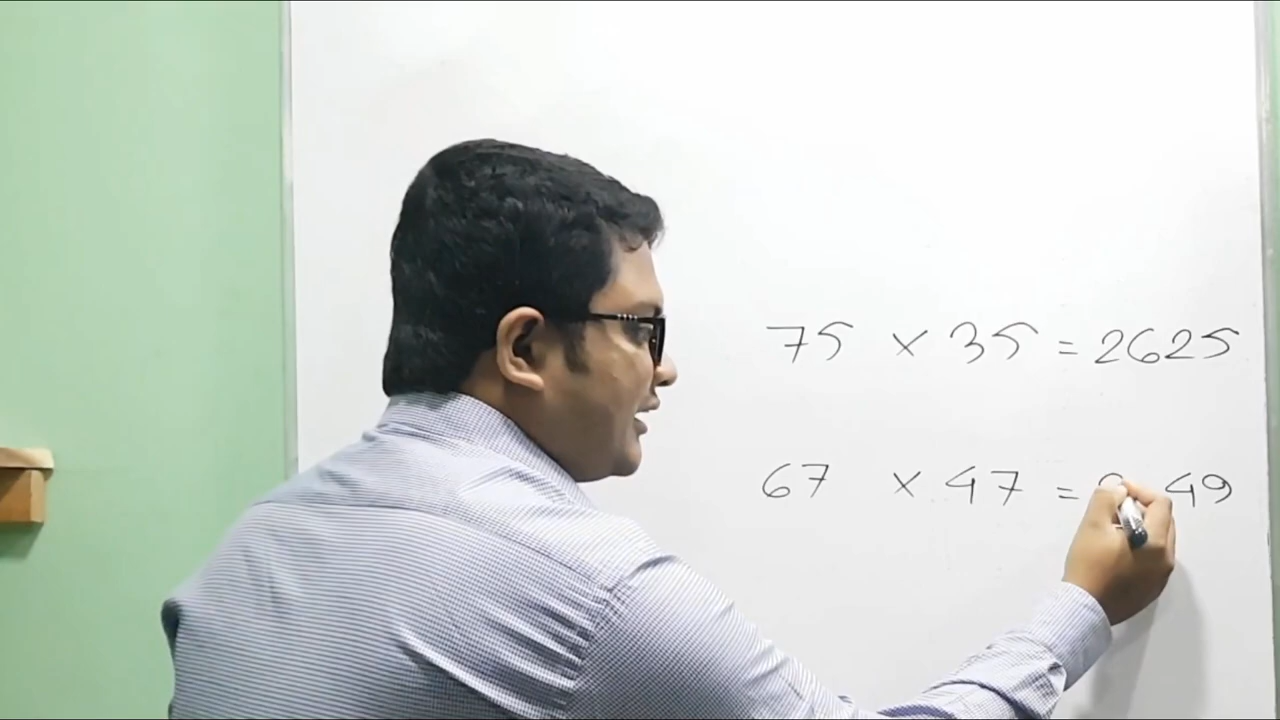 75 × 35 = 2625
67 × 47 = 49